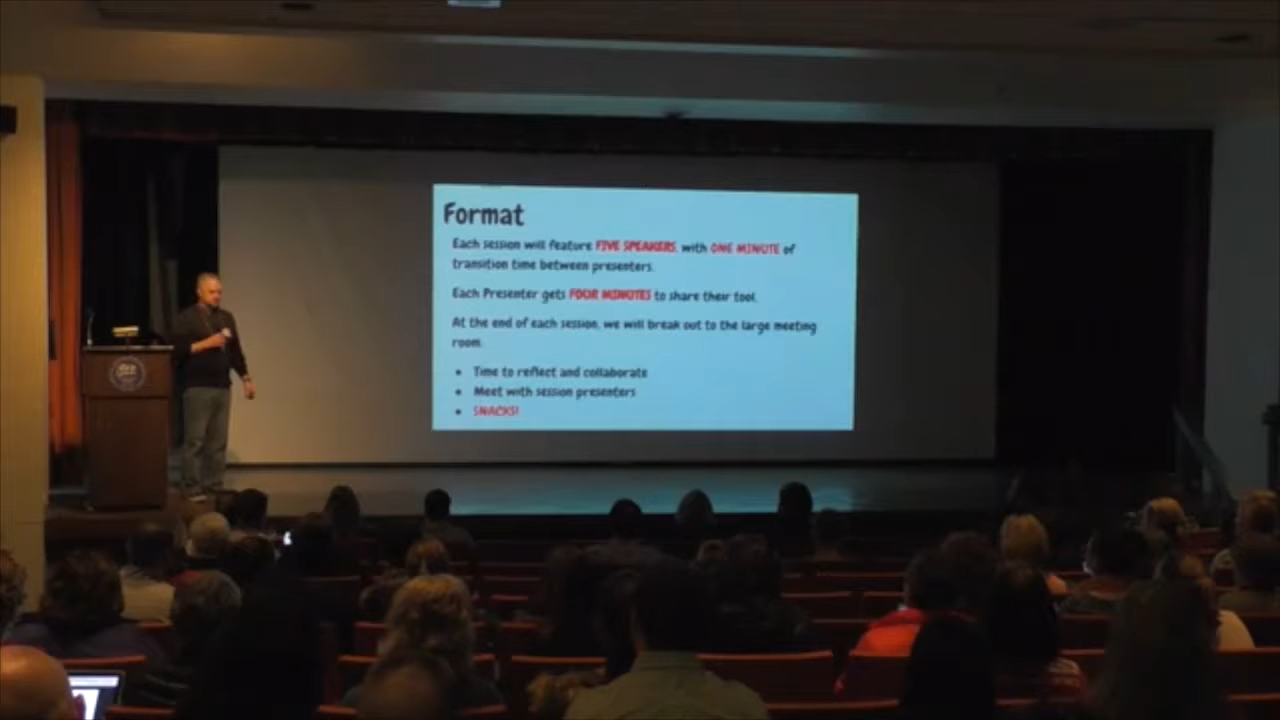 Format
Each session will feature FIVE SPEAKERS, with ONE MINUTE of
transition time between presenters.
Each Presenter gets FOUR MINUTES to share their tool.
At the end of each session, we will break out to the large meeting
room.
• Time to reflect and collaborate
• Meet with session presenters
• SNACKS!